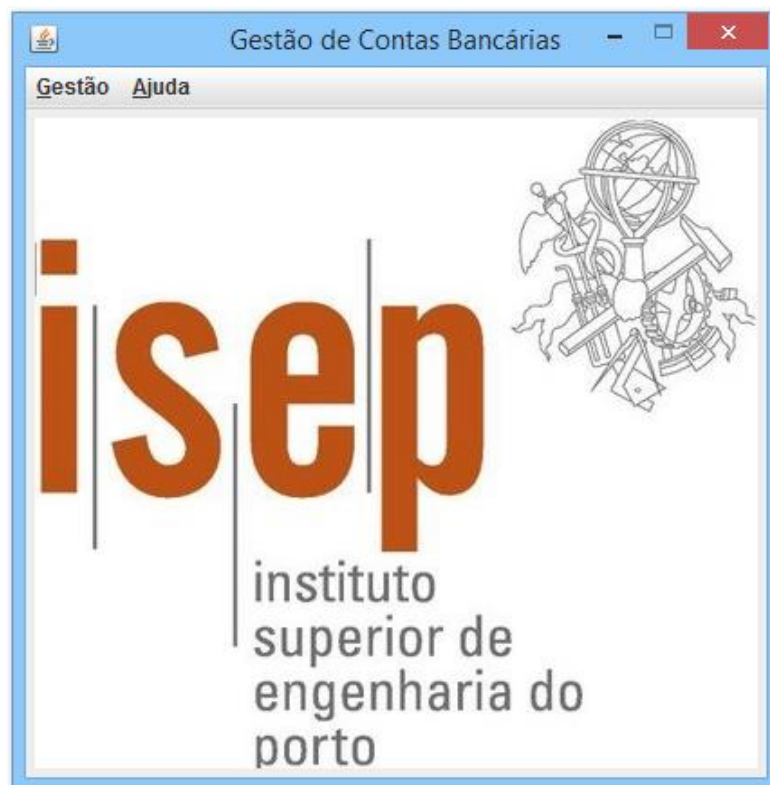 Gestão de Contas Bancárias
Gestão Ajuda
isep
instituto
superior de
engenharia do
porto